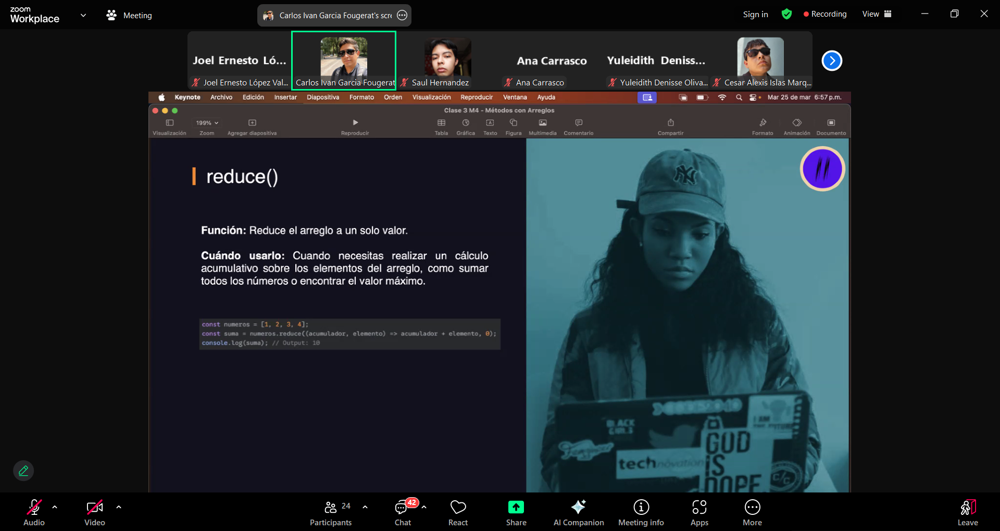 zoom
Workplace
Meeting
Carlos Ivan Garcia Fougerat's scre
Sign in
Recording
View
Joel Ernesto Ló...
Ana Carrasco
Yuleidith Deniss...
Joel Ernesto López Val...
Carlos Ivan Garcia Fougerat
Saul Hernandez
Ana Carrasco
Yuleidith Denisse Oliva...
Cesar Alexis Islas Marq...
Keynote Archivo Edición Insertar Diapositiva Formato Orden Visualización Reproducir Ventana Ayuda
Mar 25 de mar 6:57 p.m.
Clase 3 M4 - Métodos con Arreglos
199%
Visualización Zoom Agregar diapositiva Reproducir Tabla Gráfica Texto Figura Multimedia Comentario Compartir Formato Animación Documento
reduce()
Función: Reduce el arreglo a un solo valor.
Cuándo usarlo: Cuando necesitas realizar un cálculo
acumulativo sobre los elementos del arreglo, como sumar
todos los números o encontrar el valor máximo.
const numeros = [1, 2, 3, 4];
const suma = numeros.reduce((acumulador, elemento) => acumulador + elemento, 0);
console.log(suma); // Output: 10
NY
BLACK
GIRLS
I AM
THE FUTURE
technovation
GOD
IS
DOPE
C/C
24
42
Audio
Video
Participants
Chat
React
Share
AI Companion
Meeting info
Apps
More
Leave